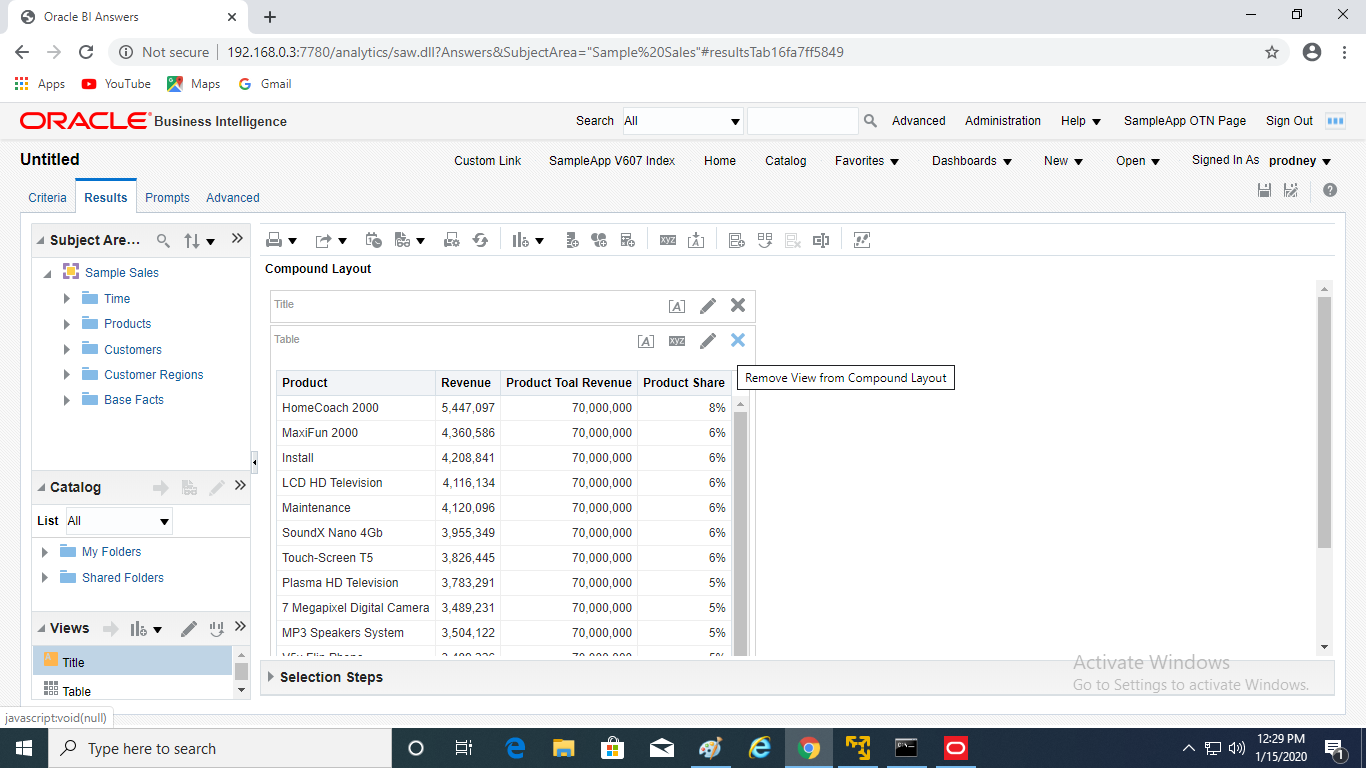 Oracle BI Answers
Not secure 192.168.0.3:7780/analytics/saw.dll?Answers&SubjectArea="Sample%20Sales"#resultsTab16fa7ff5849
Apps YouTube Maps Gmail
ORACLE Business Intelligence Search All Advanced Administration Help SampleApp OTN Page Sign Out
Untitled Custom Link SampleApp V607 Index Home Catalog Favorites Dashboards New Open Signed In As prodney
Criteria Results Prompts Advanced
Subject Are...
Sample Sales
Time
Products
Customers
Customer Regions
Base Facts
Catalog
List All
My Folders
Shared Folders
Views
Title
Table
Compound Layout
Title
Table
Remove View from Compound Layout
Product Revenue Product Toal Revenue Product Share
HomeCoach 2000 5,447,097 70,000,000 8%
MaxiFun 2000 4,360,586 70,000,000 6%
Install 4,208,841 70,000,000 6%
LCD HD Television 4,116,134 70,000,000 6%
Maintenance 4,120,096 70,000,000 6%
SoundX Nano 4Gb 3,955,349 70,000,000 6%
Touch-Screen T5 3,826,445 70,000,000 6%
Plasma HD Television 3,783,291 70,000,000 5%
7 Megapixel Digital Camera 3,489,231 70,000,000 5%
MP3 Speakers System 3,504,122 70,000,000 5%
Selection Steps
Activate Windows
Go to Settings to activate Windows.
javascript:void(null)
Type here to search
12:29 PM
1/15/2020
1